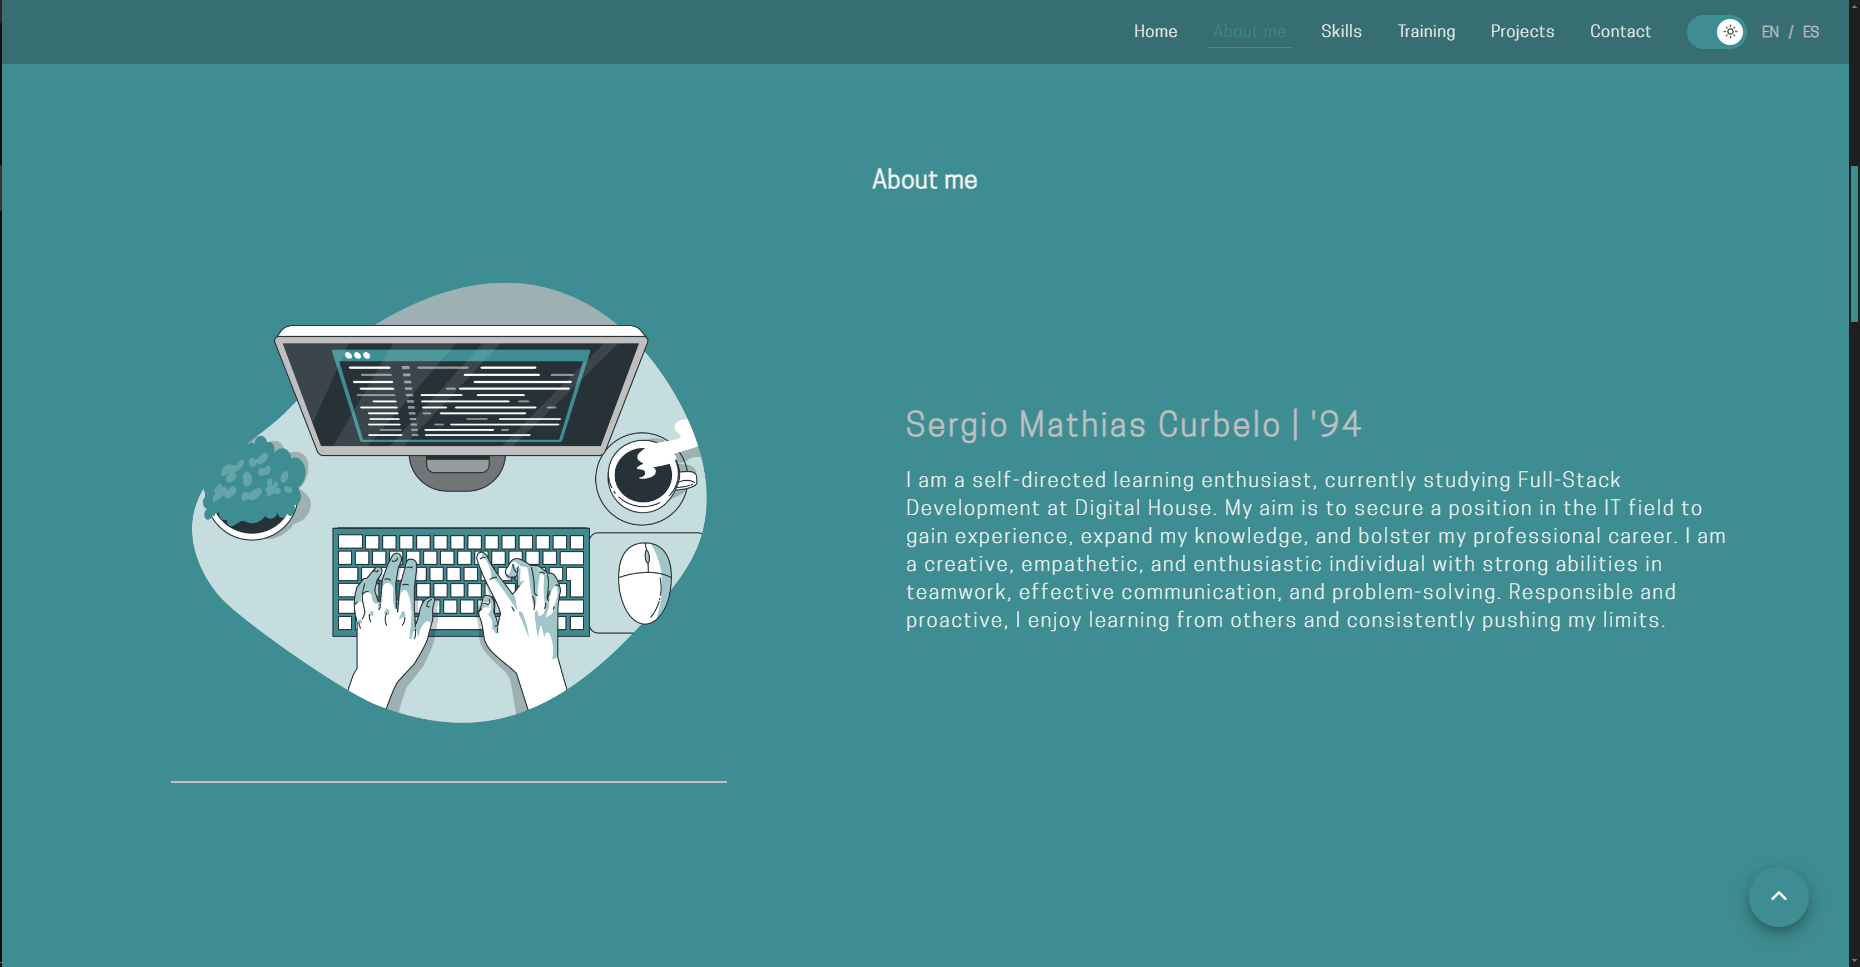 Home About me Skills Training Projects Contact EN / ES
About me
Sergio Mathias Curbelo | '94
I am a self-directed learning enthusiast, currently studying Full-Stack
Development at Digital House. My aim is to secure a position in the IT field to
gain experience, expand my knowledge, and bolster my professional career. I am
a creative, empathetic, and enthusiastic individual with strong abilities in
teamwork, effective communication, and problem-solving. Responsible and
proactive, I enjoy learning from others and consistently pushing my limits.